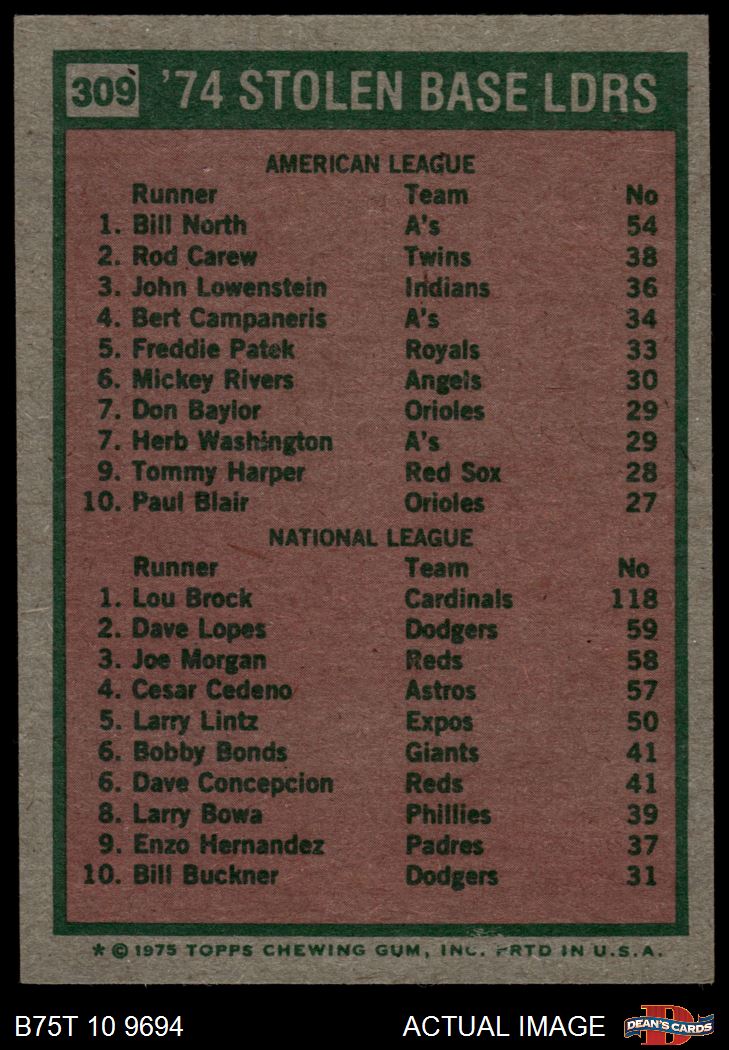 309 '74 STOLEN BASE LDRS
AMERICAN LEAGUE
Runner Team No
1. Bill North A's 54
2. Rod Carew Twins 38
3. John Lowenstein Indians 36
4. Bert Campaneris A's 34
5. Freddie Patek Royals 33
6. Mickey Rivers Angels 30
7. Don Baylor Orioles 29
7. Herb Washington A's 29
9. Tommy Harper Red Sox 28
10. Paul Blair Orioles 27
NATIONAL LEAGUE
Runner Team No
1. Lou Brock Cardinals 118
2. Dave Lopes Dodgers 59
3. Joe Morgan Reds 58
4. Cesar Cedeno Astros 57
5. Larry Lintz Expos 50
6. Bobby Bonds Giants 41
6. Dave Concepcion Reds 41
8. Larry Bowa Phillies 39
9. Enzo Hernandez Padres 37
10. Bill Buckner Dodgers 31
* © 1975 TOPPS CHEWING GUM, INC. PRTD IN U.S.A.
B75T 10 9694 ACTUAL IMAGE D DEAN'S CARDS